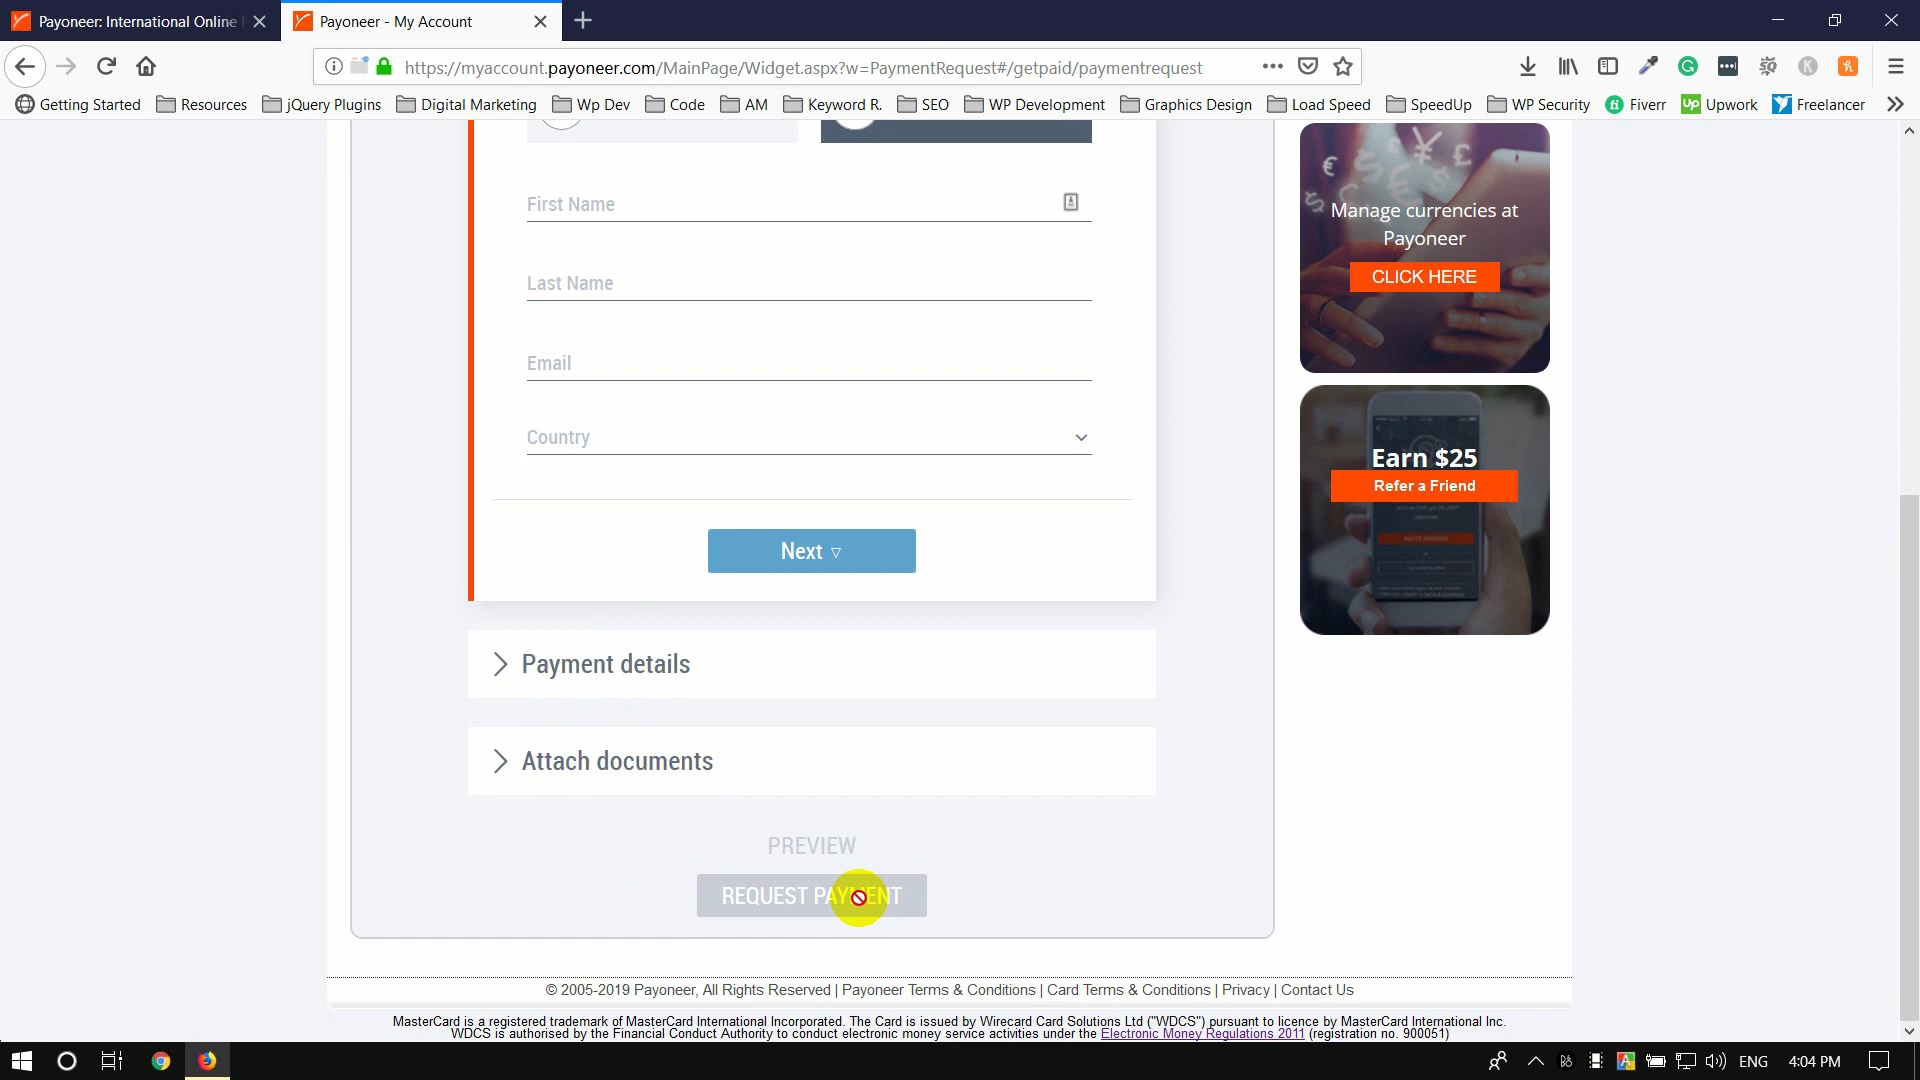 Payoneer: International Online
Payoneer - My Account
https://myaccount.payoneer.com/MainPage/Widget.aspx?w=PaymentRequest#/getpaid/paymentrequest
Getting Started
Resources
jQuery Plugins
Digital Marketing
Wp Dev
Code
AM
Keyword R.
SEO
WP Development
Graphics Design
Load Speed
SpeedUp
WP Security
Fiverr
Upwork
Freelancer
First Name
Last Name
Email
Country
Next
Payment details
Attach documents
PREVIEW
REQUEST PAYMENT
Manage currencies at
Payoneer
CLICK HERE
Earn $25
Refer a Friend
© 2005-2019 Payoneer, All Rights Reserved | Payoneer Terms & Conditions | Card Terms & Conditions | Privacy | Contact Us
MasterCard is a registered trademark of MasterCard International Incorporated. The Card is issued by Wirecard Card Solutions Ltd ("WDCS") pursuant to licence by MasterCard International Inc.
WDCS is authorised by the Financial Conduct Authority to conduct electronic money service activities under the Electronic Money Regulations 2011 (registration no. 900051)
ENG
4:04 PM